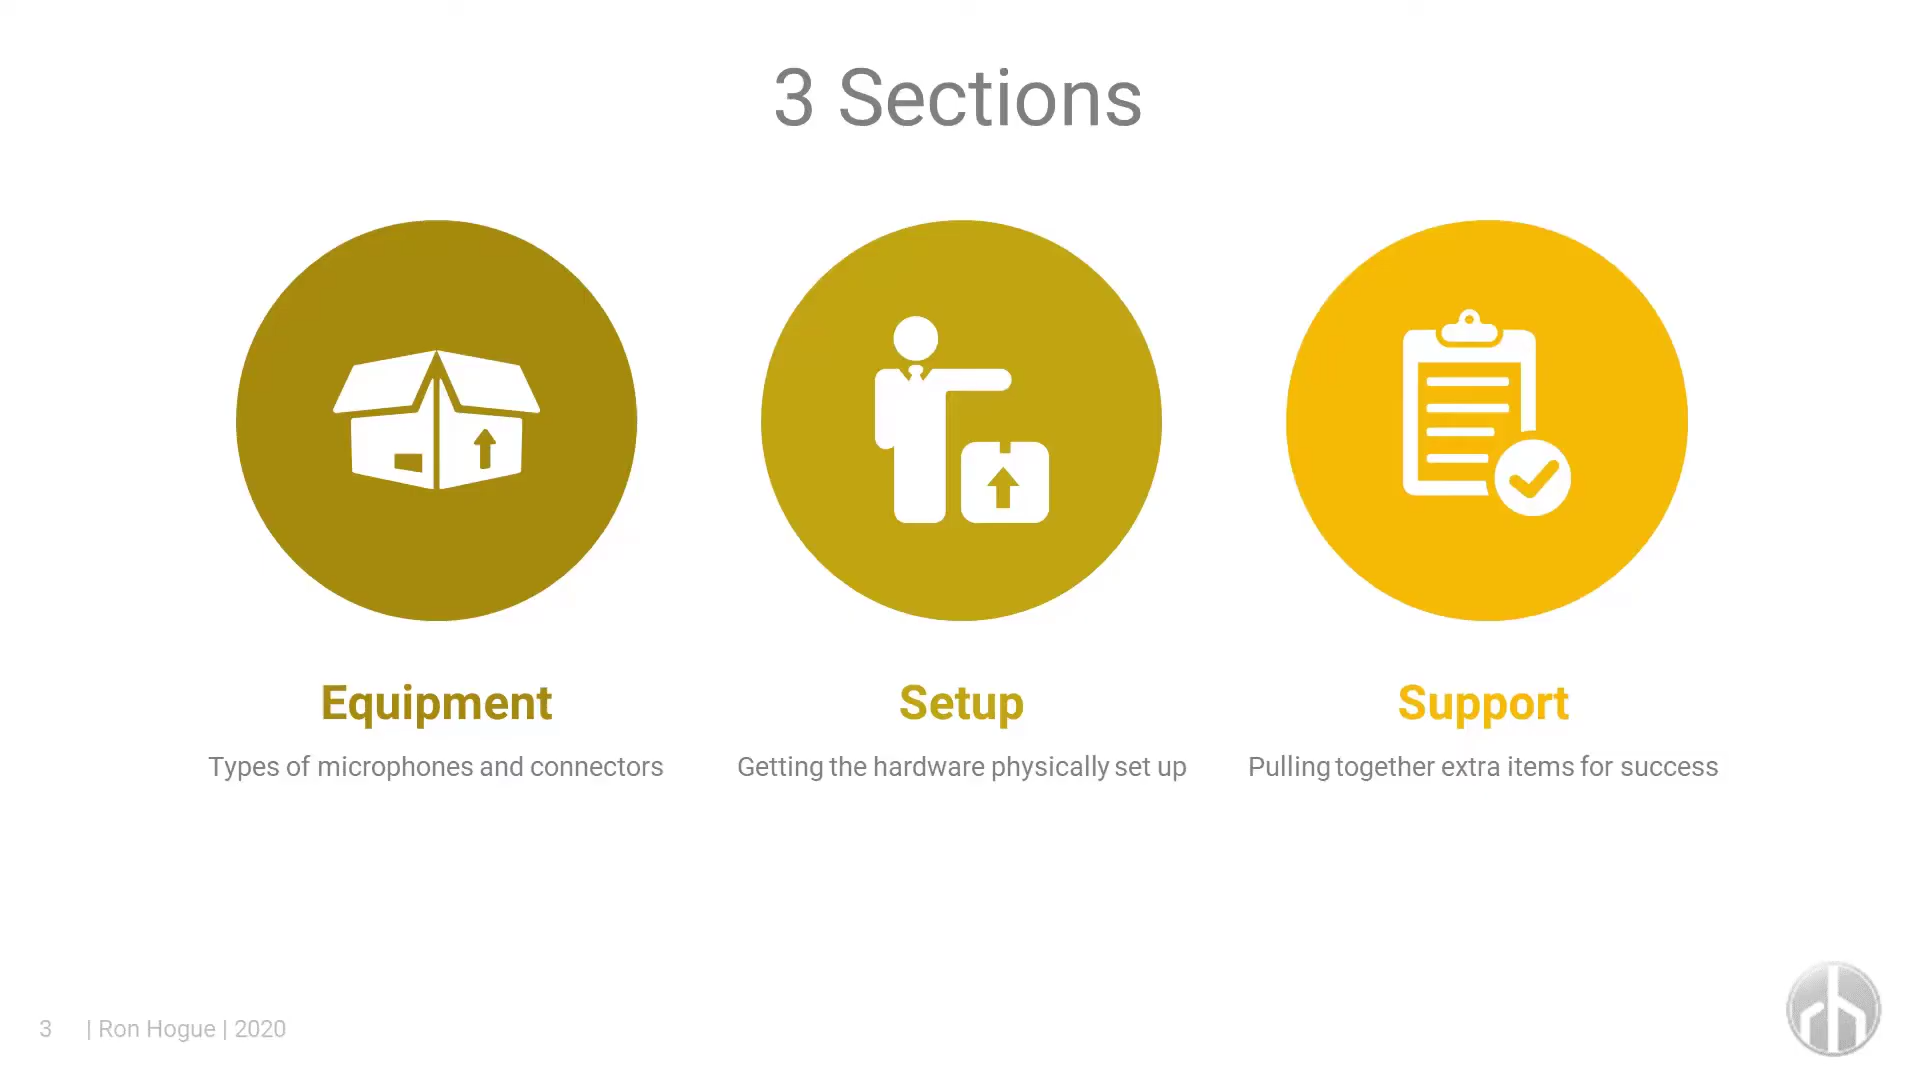 3 Sections
Equipment
Types of microphones and connectors
Setup
Getting the hardware physically set up
Support
Pulling together extra items for success
3 | Ron Hogue | 2020